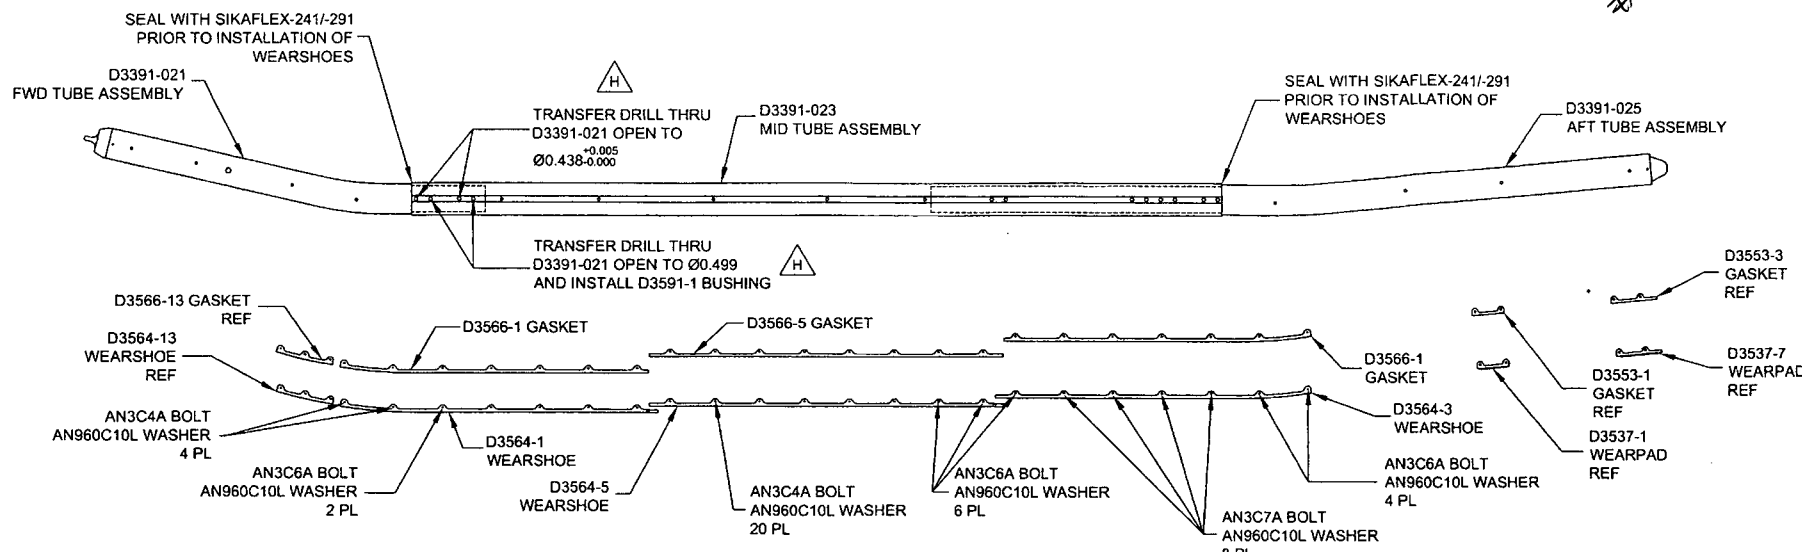 SEAL WITH SIKAFLEX-241/-291
PRIOR TO INSTALLATION OF
WEARSHOES
D3391-021
FWD TUBE ASSEMBLY
H
TRANSFER DRILL THRU
D3391-021 OPEN TO
Ø0.438 +0.005 -0.000
D3391-023
MID TUBE ASSEMBLY
SEAL WITH SIKAFLEX-241/-291
PRIOR TO INSTALLATION OF
WEARSHOES
D3391-025
AFT TUBE ASSEMBLY
TRANSFER DRILL THRU
D3391-021 OPEN TO Ø0.499
AND INSTALL D3591-1 BUSHING
H
D3553-3
GASKET
REF
D3566-13 GASKET
REF
D3566-1 GASKET
D3566-5 GASKET
D3564-13
WEARSHOE
REF
D3566-1
GASKET
D3553-1
GASKET
REF
D3537-7
WEARPAD
REF
AN3C4A BOLT
AN960C10L WASHER
4 PL
D3564-1
WEARSHOE
D3564-3
WEARSHOE
D3537-1
WEARPAD
REF
AN3C6A BOLT
AN960C10L WASHER
2 PL
D3564-5
WEARSHOE
AN3C4A BOLT
AN960C10L WASHER
20 PL
AN3C6A BOLT
AN960C10L WASHER
6 PL
AN3C6A BOLT
AN960C10L WASHER
4 PL
AN3C7A BOLT
AN960C10L WASHER
8 PL